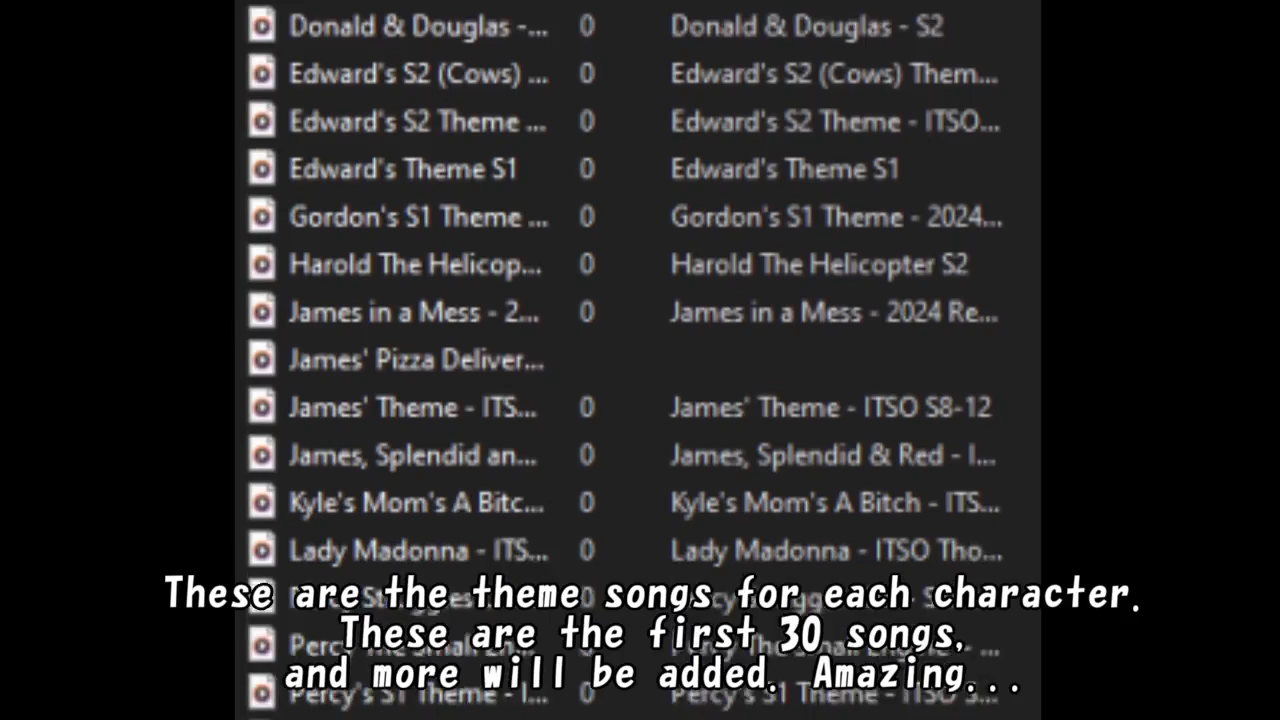 Donald & Douglas -... 0 Donald & Douglas - S2
Edward's S2 (Cows) ... 0 Edward's S2 (Cows) Them...
Edward's S2 Theme ... 0 Edward's S2 Theme - ITSO...
Edward's Theme S1 0 Edward's Theme S1
Gordon's S1 Theme ... 0 Gordon's S1 Theme - 2024...
Harold The Helicop... 0 Harold The Helicopter S2
James in a Mess - 2... 0 James in a Mess - 2024 Re...
James' Pizza Deliver...
James' Theme - ITS... 0 James' Theme - ITSO S8-12
James, Splendid an... 0 James, Splendid & Red - I...
Kyle's Mom's A Bitc... 0 Kyle's Mom's A Bitch - ITS...
Lady Madonna - ITS... 0 Lady Madonna - ITSO Tho...
These are the theme songs for each character.
These are the first 30 songs,
and more will be added. Amazing...
Percy's S1 Theme - I... 0 Percy's S1 Theme - ITSO S...